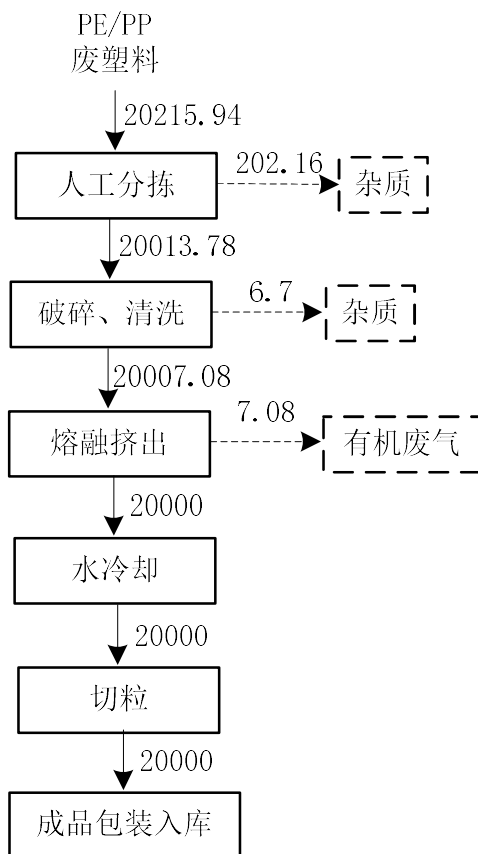 PE/PP
废塑料
20215.94
人工分拣
202.16
杂质
20013.78
破碎、清洗
6.7
杂质
20007.08
熔融挤出
7.08
有机废气
20000
水冷却
20000
切粒
20000
成品包装入库